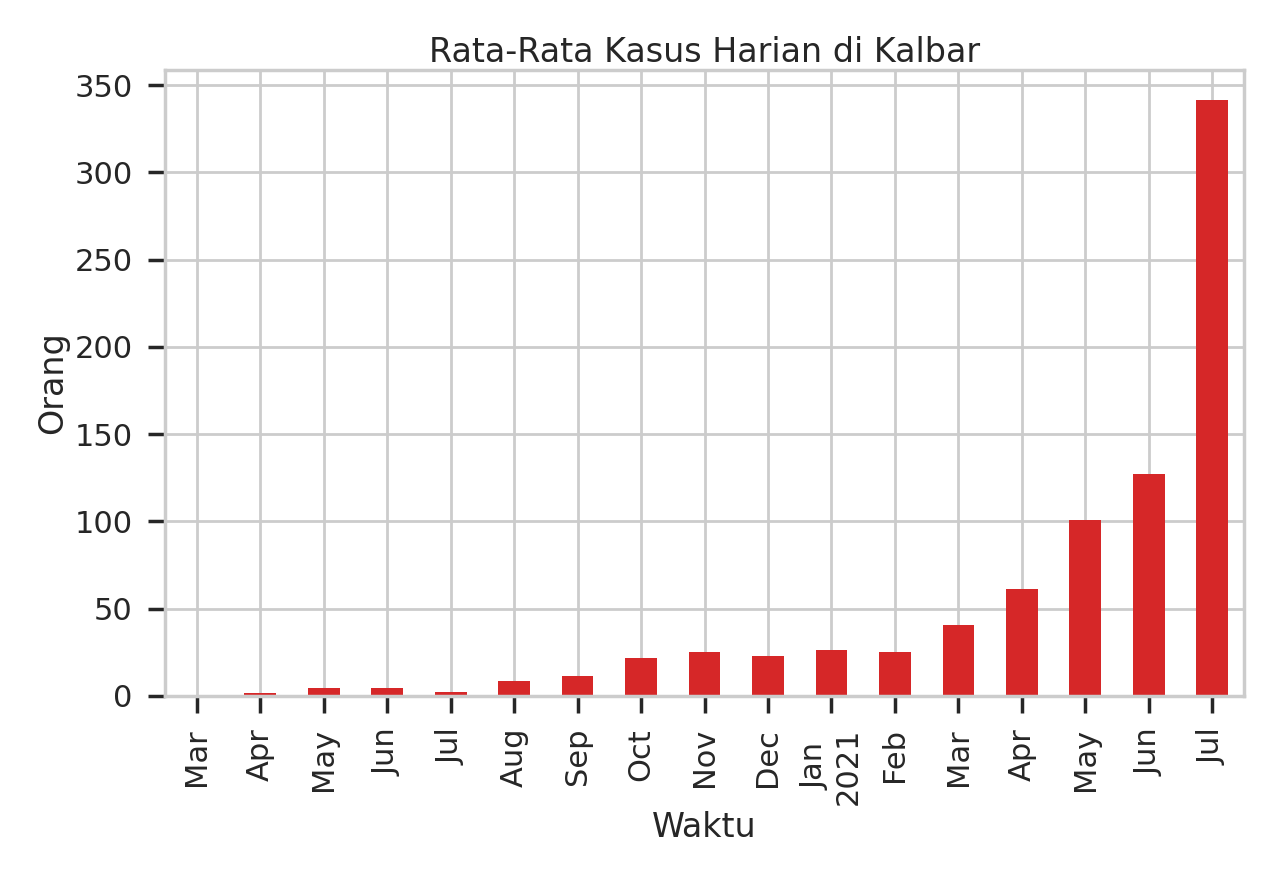 Rata-Rata Kasus Harian di Kalbar
350
300
250
200
150
100
50
0
Orang
Mar
Apr
May
Jun
Jul
Aug
Sep
Oct
Nov
Dec
Jan
2021
Feb
Mar
Apr
May
Jun
Jul
Waktu